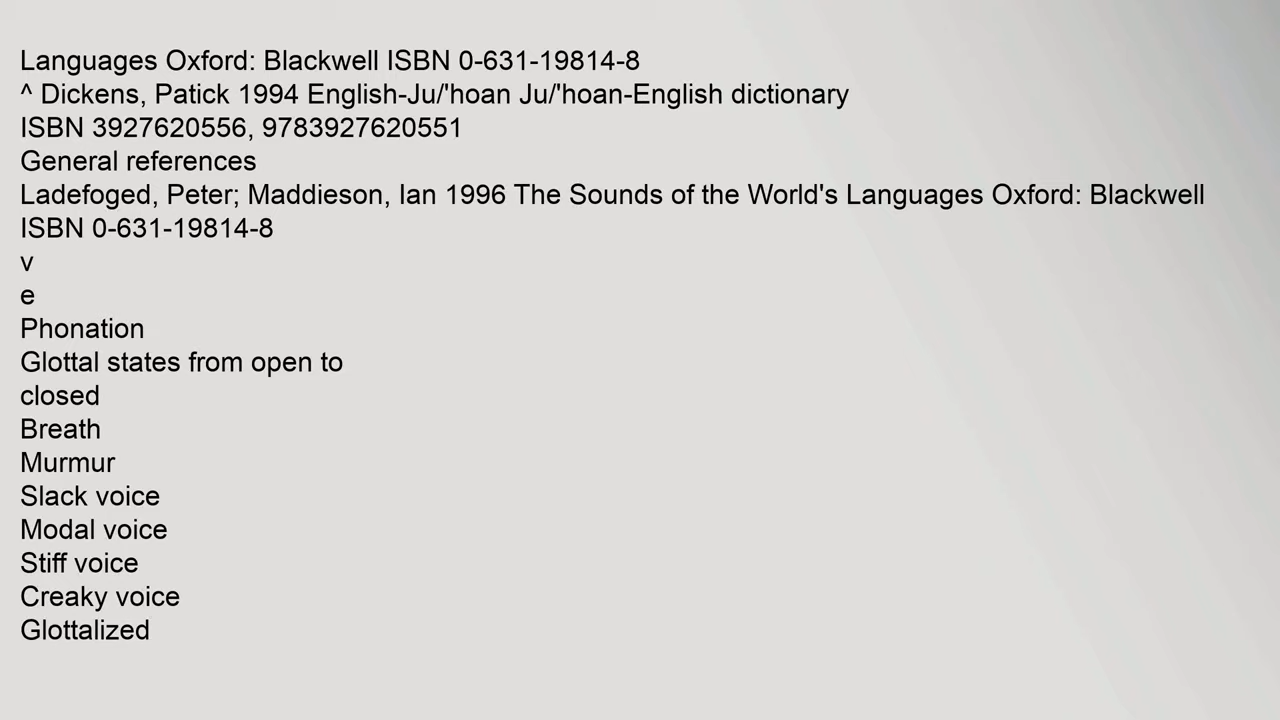 Languages Oxford: Blackwell ISBN 0-631-19814-8
^ Dickens, Patick 1994 English-Ju/'hoan Ju/'hoan-English dictionary
ISBN 3927620556, 9783927620551
General references
Ladefoged, Peter; Maddieson, Ian 1996 The Sounds of the World's Languages Oxford: Blackwell
ISBN 0-631-19814-8
v
e
Phonation
Glottal states from open to
closed
Breath
Murmur
Slack voice
Modal voice
Stiff voice
Creaky voice
Glottalized